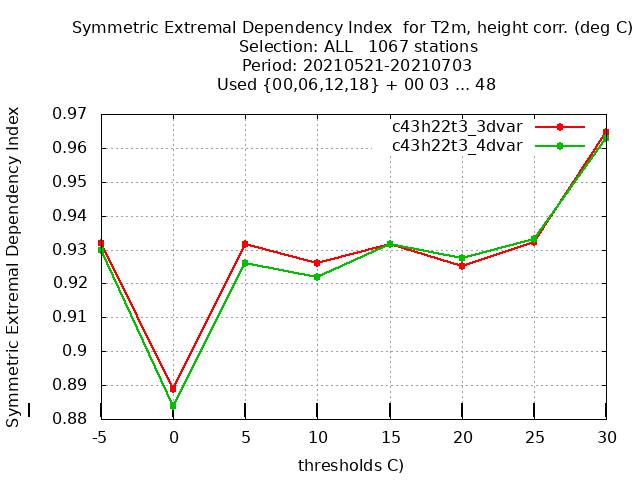 Symmetric Extremal Dependency Index  for T2m, height corr. (deg C)
Selection: ALL   1067 stations
Period: 20210521-20210703
Used {00,06,12,18} + 00 03 ... 48
c43h22t3_3dvar
c43h22t3_4dvar
Symmetric Extremal Dependency Index
0.97
0.96
0.95
0.94
0.93
0.92
0.91
0.9
0.89
0.88
-5 0 5 10 15 20 25 30
thresholds C)